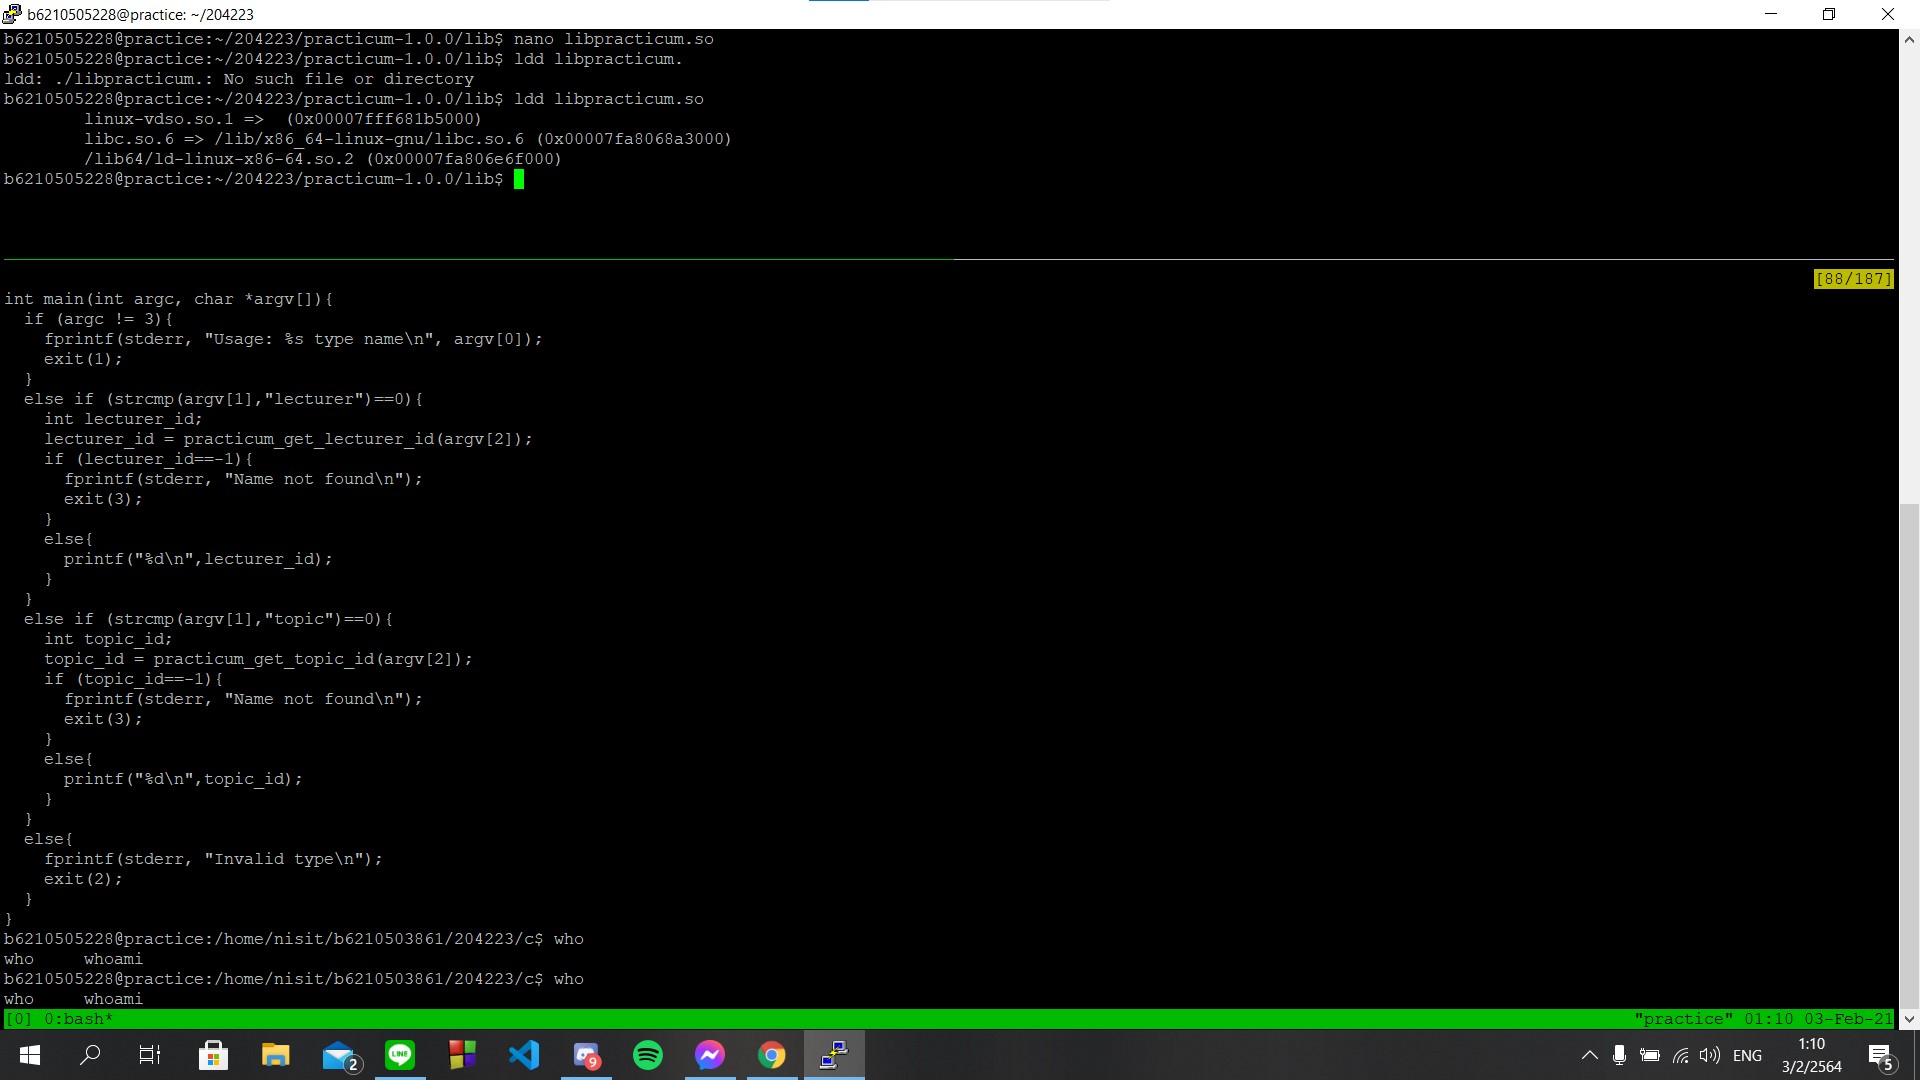 b6210505228@practice: ~/204223
b6210505228@practice:~/204223/practicum-1.0.0/lib$ nano libpracticum.so
b6210505228@practice:~/204223/practicum-1.0.0/lib$ ldd libpracticum.
ldd: ./libpracticum.: No such file or directory
b6210505228@practice:~/204223/practicum-1.0.0/lib$ ldd libpracticum.so
        linux-vdso.so.1 =>  (0x00007fff681b5000)
        libc.so.6 => /lib/x86_64-linux-gnu/libc.so.6 (0x00007fa8068a3000)
        /lib64/ld-linux-x86-64.so.2 (0x00007fa806e6f000)
b6210505228@practice:~/204223/practicum-1.0.0/lib$
[88/187]
int main(int argc, char *argv[]){
  if (argc != 3){
    fprintf(stderr, "Usage: %s type name\n", argv[0]);
    exit(1);
  }
  else if (strcmp(argv[1],"lecturer")==0){
    int lecturer_id;
    lecturer_id = practicum_get_lecturer_id(argv[2]);
    if (lecturer_id==-1){
      fprintf(stderr, "Name not found\n");
      exit(3);
    }
    else{
      printf("%d\n",lecturer_id);
    }
  }
  else if (strcmp(argv[1],"topic")==0){
    int topic_id;
    topic_id = practicum_get_topic_id(argv[2]);
    if (topic_id==-1){
      fprintf(stderr, "Name not found\n");
      exit(3);
    }
    else{
      printf("%d\n",topic_id);
    }
  }
  else{
    fprintf(stderr, "Invalid type\n");
    exit(2);
  }
}
b6210505228@practice:/home/nisit/b6210503861/204223/c$ who
who     whoami
b6210505228@practice:/home/nisit/b6210503861/204223/c$ who
who     whoami
[0] 0:bash* "practice" 01:10 03-Feb-21
2
LINE
9
ENG
1:10
3/2/2564
5